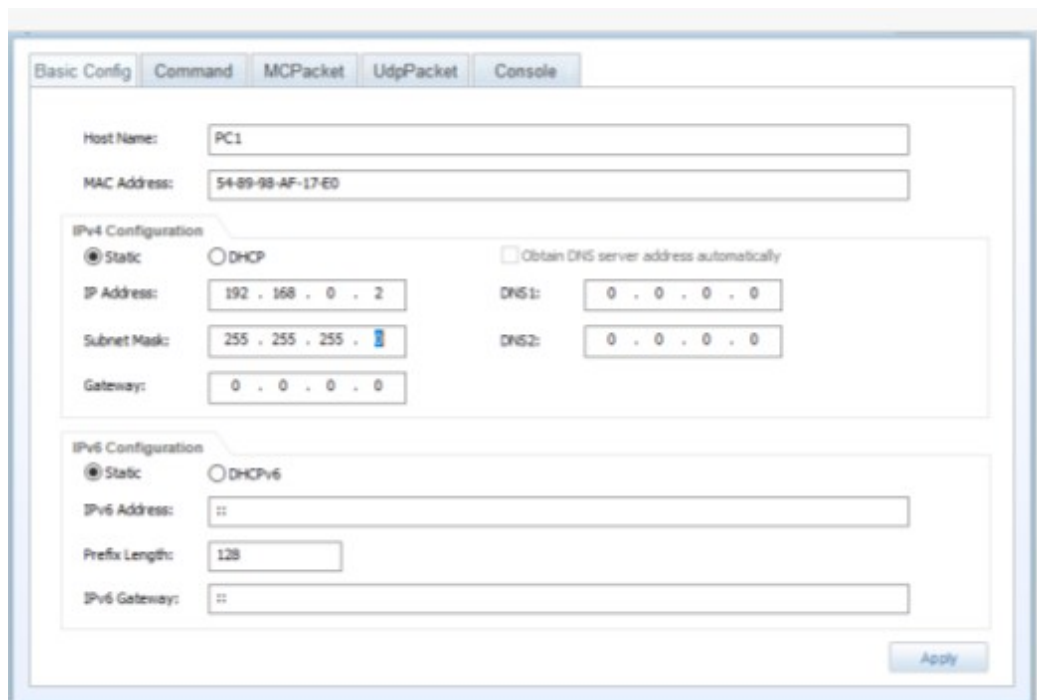 Basic Config Command MCPacket UdpPacket Console
Host Name: PC1
MAC Address: 54-89-98-AF-17-E0
IPv4 Configuration
Static DHCP Obtain DNS server address automatically
IP Address: 192 . 168 . 0 . 2 DNS1: 0 . 0 . 0 . 0
Subnet Mask: 255 . 255 . 255 . 0 DNS2: 0 . 0 . 0 . 0
Gateway: 0 . 0 . 0 . 0
IPv6 Configuration
Static DHCPv6
IPv6 Address: ::
Prefix Length: 128
IPv6 Gateway: ::
Apply